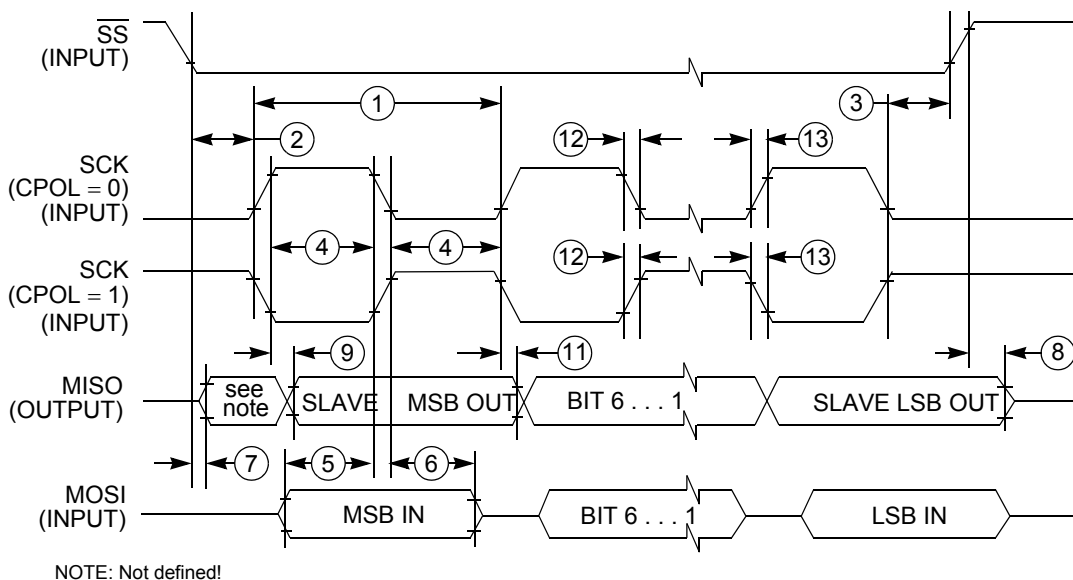 SS
(INPUT)
1
3
2
12
13
SCK
(CPOL = 0)
(INPUT)
4
4
12
13
SCK
(CPOL = 1)
(INPUT)
9
11
8
MISO
(OUTPUT)
see
note
SLAVE
MSB OUT
BIT 6 . . . 1
SLAVE LSB OUT
7
5
6
MOSI
(INPUT)
MSB IN
BIT 6 . . . 1
LSB IN
NOTE: Not defined!